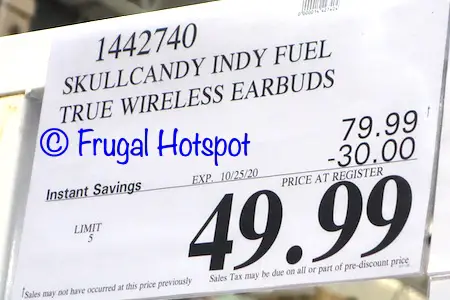 1442740
SKULLCANDY INDY FUEL
TRUE WIRELESS EARBUDS
© Frugal Hotspot
79.99
-30.00
Instant Savings
EXP. 10/25/20
PRICE AT REGISTER
LIMIT
5
49.99
Sales may not have occurred at this price previously
Sales Tax may be due on all or part of pre-discount price